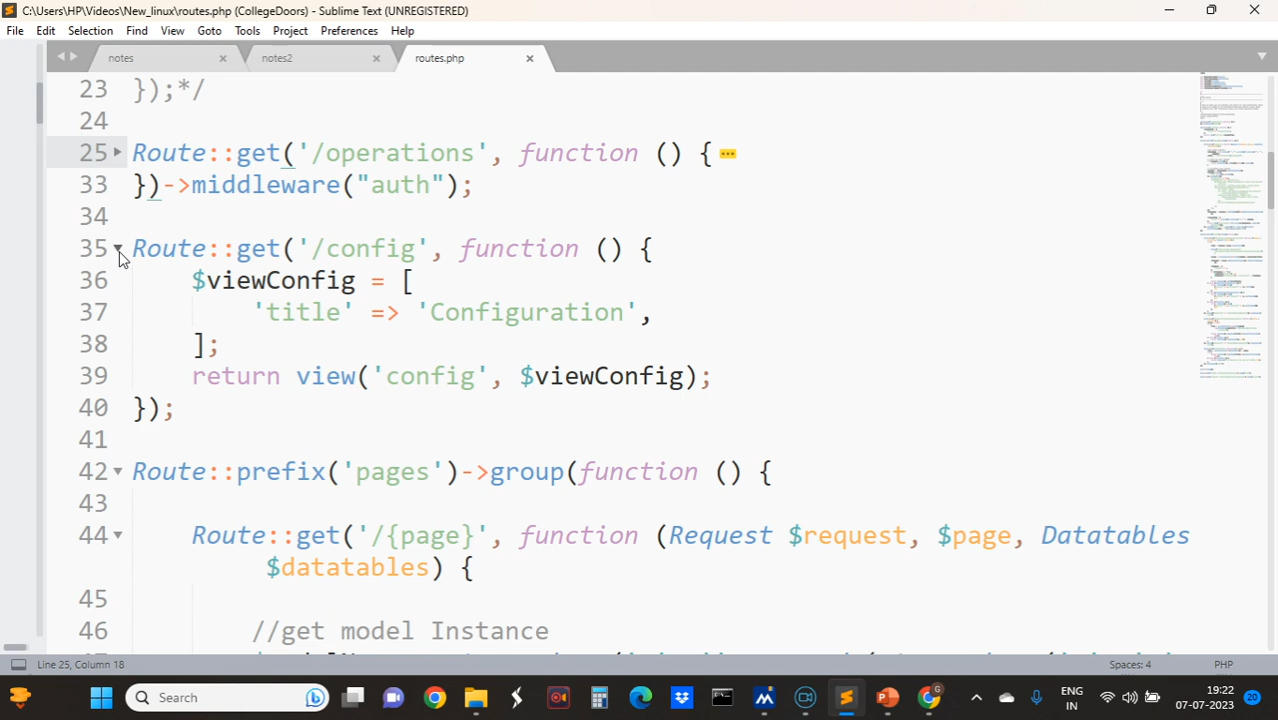 C:\Users\HP\Videos\New_linux\routes.php (CollegeDoors) - Sublime Text (UNREGISTERED)
File Edit Selection Find View Goto Tools Project Preferences Help
notes notes2 routes.php
23 });*/
24
25 Route::get('/operations', function () {
33 })->middleware("auth");
34
35 Route::get('/config', function () {
36 $viewConfig = [
37 'title' => 'Configuration',
38 ];
39 return view('config', $viewConfig);
40 });
41
42 Route::prefix('pages')->group(function () {
43
44 Route::get('/{page}', function (Request $request, $page, Datatables
$datatables) {
45
46 //get model Instance
Line 25, Column 18 Spaces: 4 PHP
Search ENG 19:22
IN 07-07-2023 20